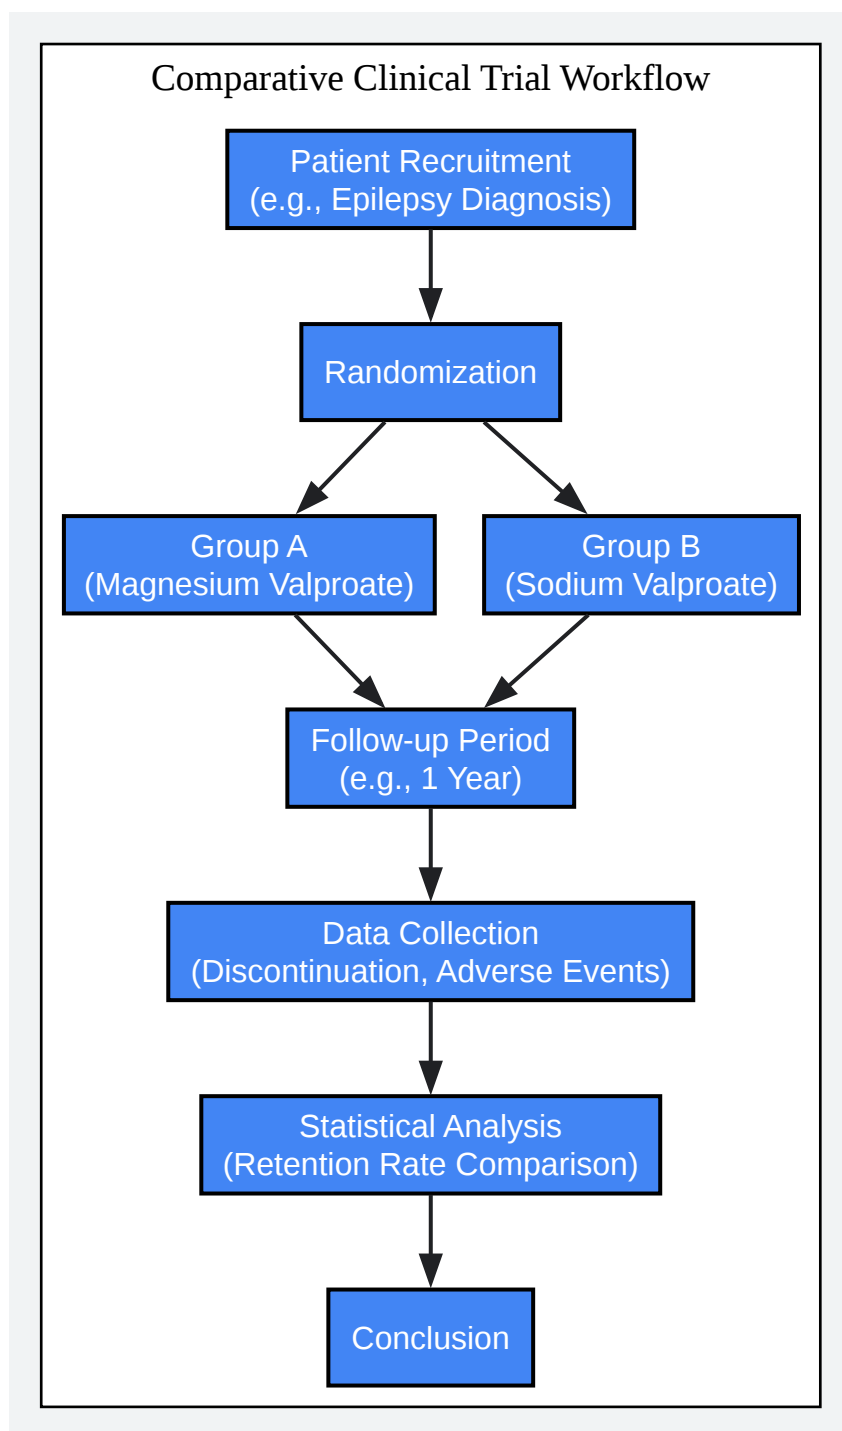 Comparative Clinical Trial Workflow
Patient Recruitment
(e.g., Epilepsy Diagnosis)
Randomization
Group A
(Magnesium Valproate)
Group B
(Sodium Valproate)
Follow-up Period
(e.g., 1 Year)
Data Collection
(Discontinuation, Adverse Events)
Statistical Analysis
(Retention Rate Comparison)
Conclusion